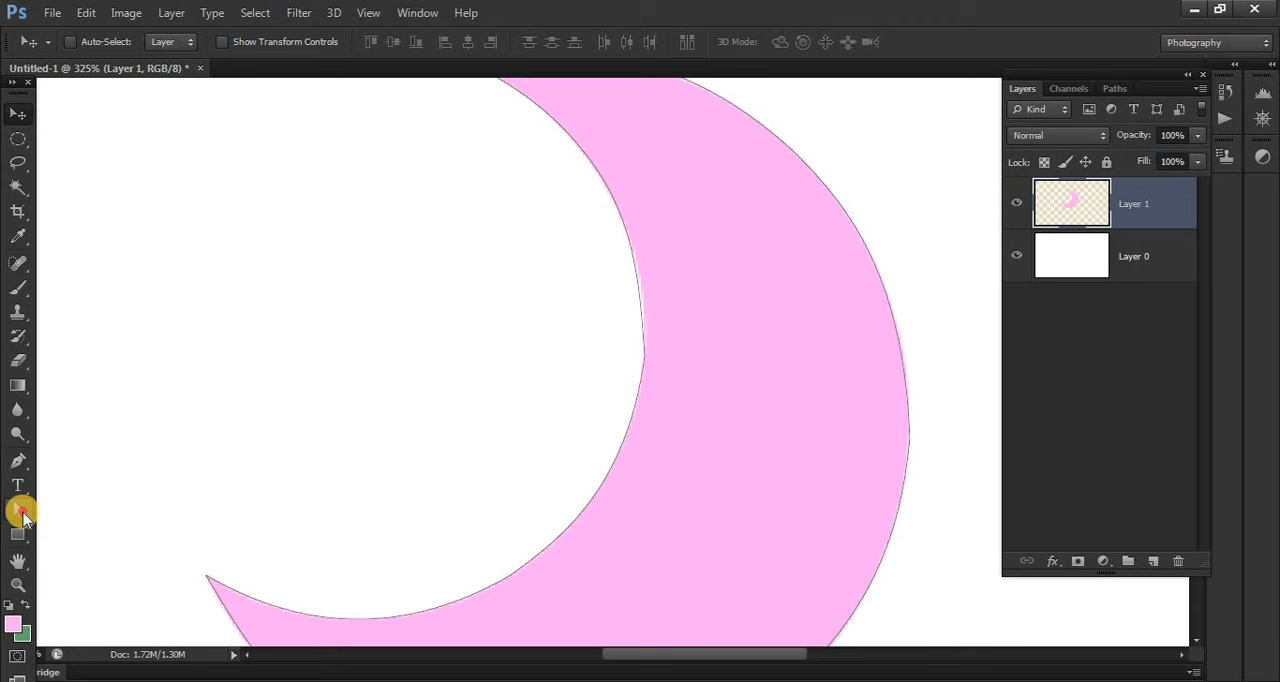 Ps File Edit Image Layer Type Select Filter 3D View Window Help
Auto-Select: Layer Show Transform Controls 3D Mode: Photography
Untitled-1 @ 325% (Layer 1, RGB/8) * ×
Layers Channels Paths
Kind
Normal Opacity: 100%
Lock: Fill: 100%
Layer 1
Layer 0
T
fx
% Doc: 1.72M/1.30M
ridge